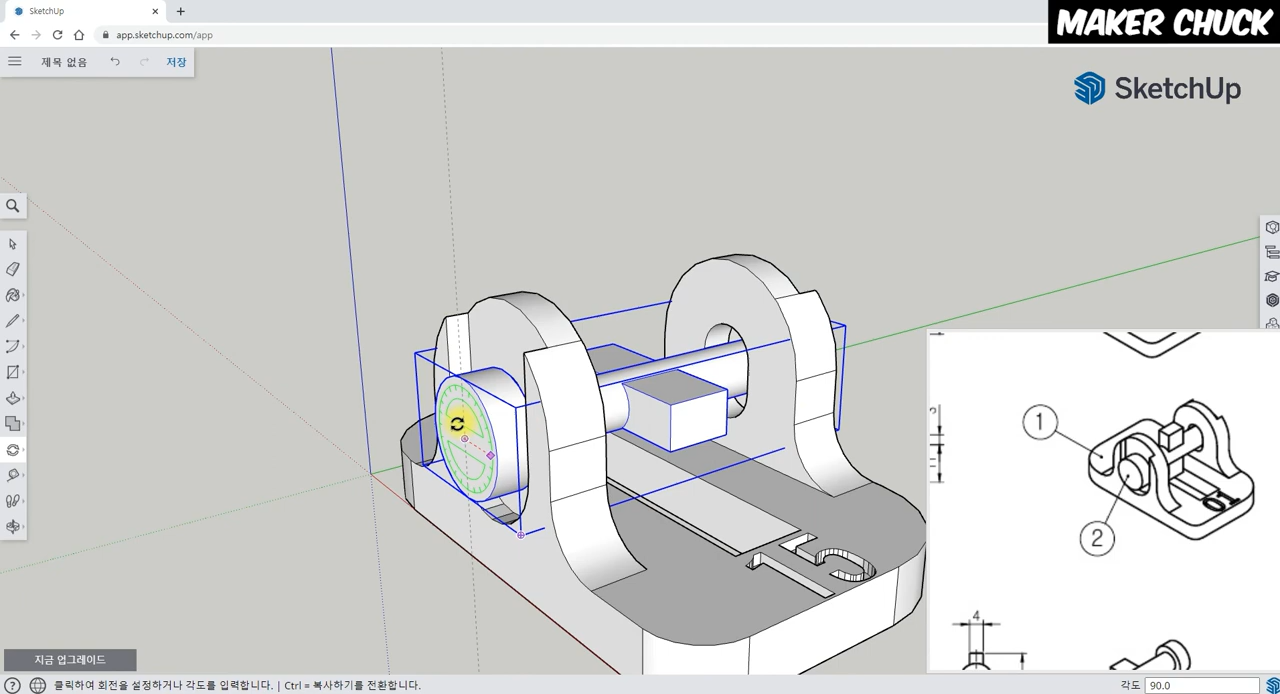 SketchUp
app.sketchup.com/app
MAKER CHUCK
제목 없음
저장
SketchUp
15
1
2
01
4
지금 업그레이드
클릭하여 회전을 설정하거나 각도를 입력합니다. | Ctrl = 복사하기를 전환합니다.
각도 90.0